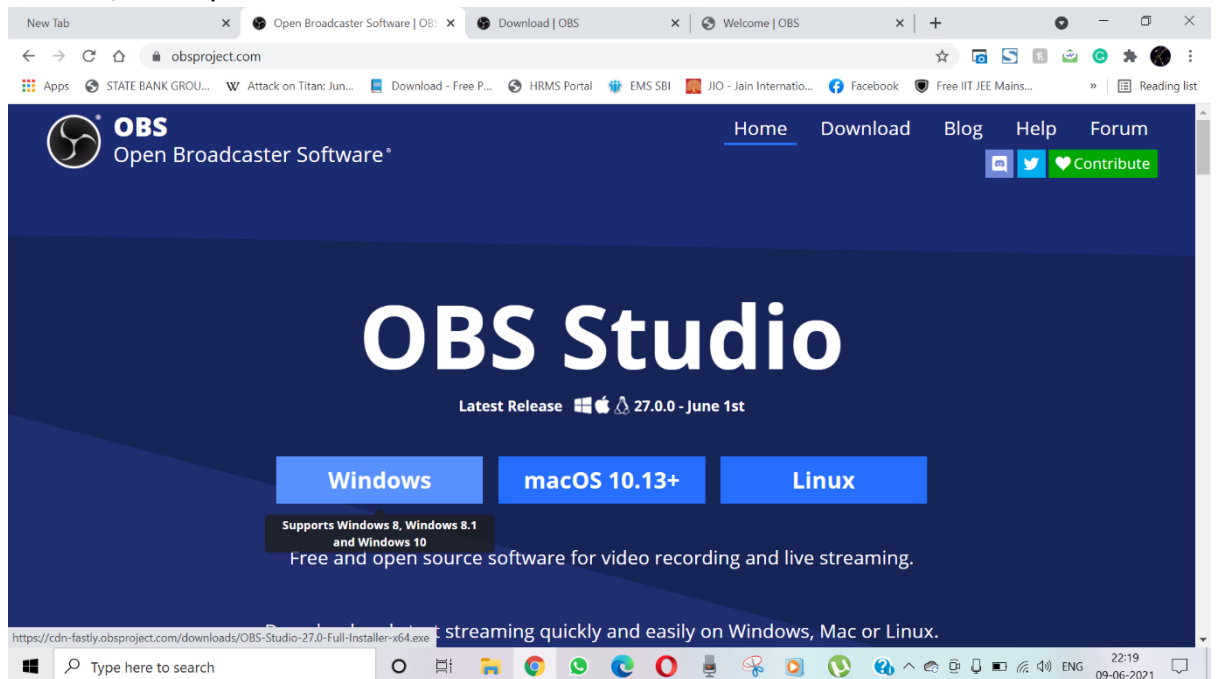 New Tab
Open Broadcaster Software | OBS
Download | OBS
Welcome | OBS
obsproject.com
Apps
STATE BANK GROU...
Attack on Titan: Jun...
Download - Free P...
HRMS Portal
EMS SBI
JIO - Jain Internatio...
Facebook
Free IIT JEE Mains...
»
Reading list
OBS
Open Broadcaster Software
Home Download Blog Help Forum
Contribute
OBS Studio
Latest Release 27.0.0 - June 1st
Windows
macOS 10.13+
Linux
Supports Windows 8, Windows 8.1
and Windows 10
Free and open source software for video recording and live streaming.
streaming quickly and easily on Windows, Mac or Linux.
https://cdn-fastly.obsproject.com/downloads/OBS-Studio-27.0-Full-Installer-x64.exe
Type here to search
ENG
22:19
09-06-2021